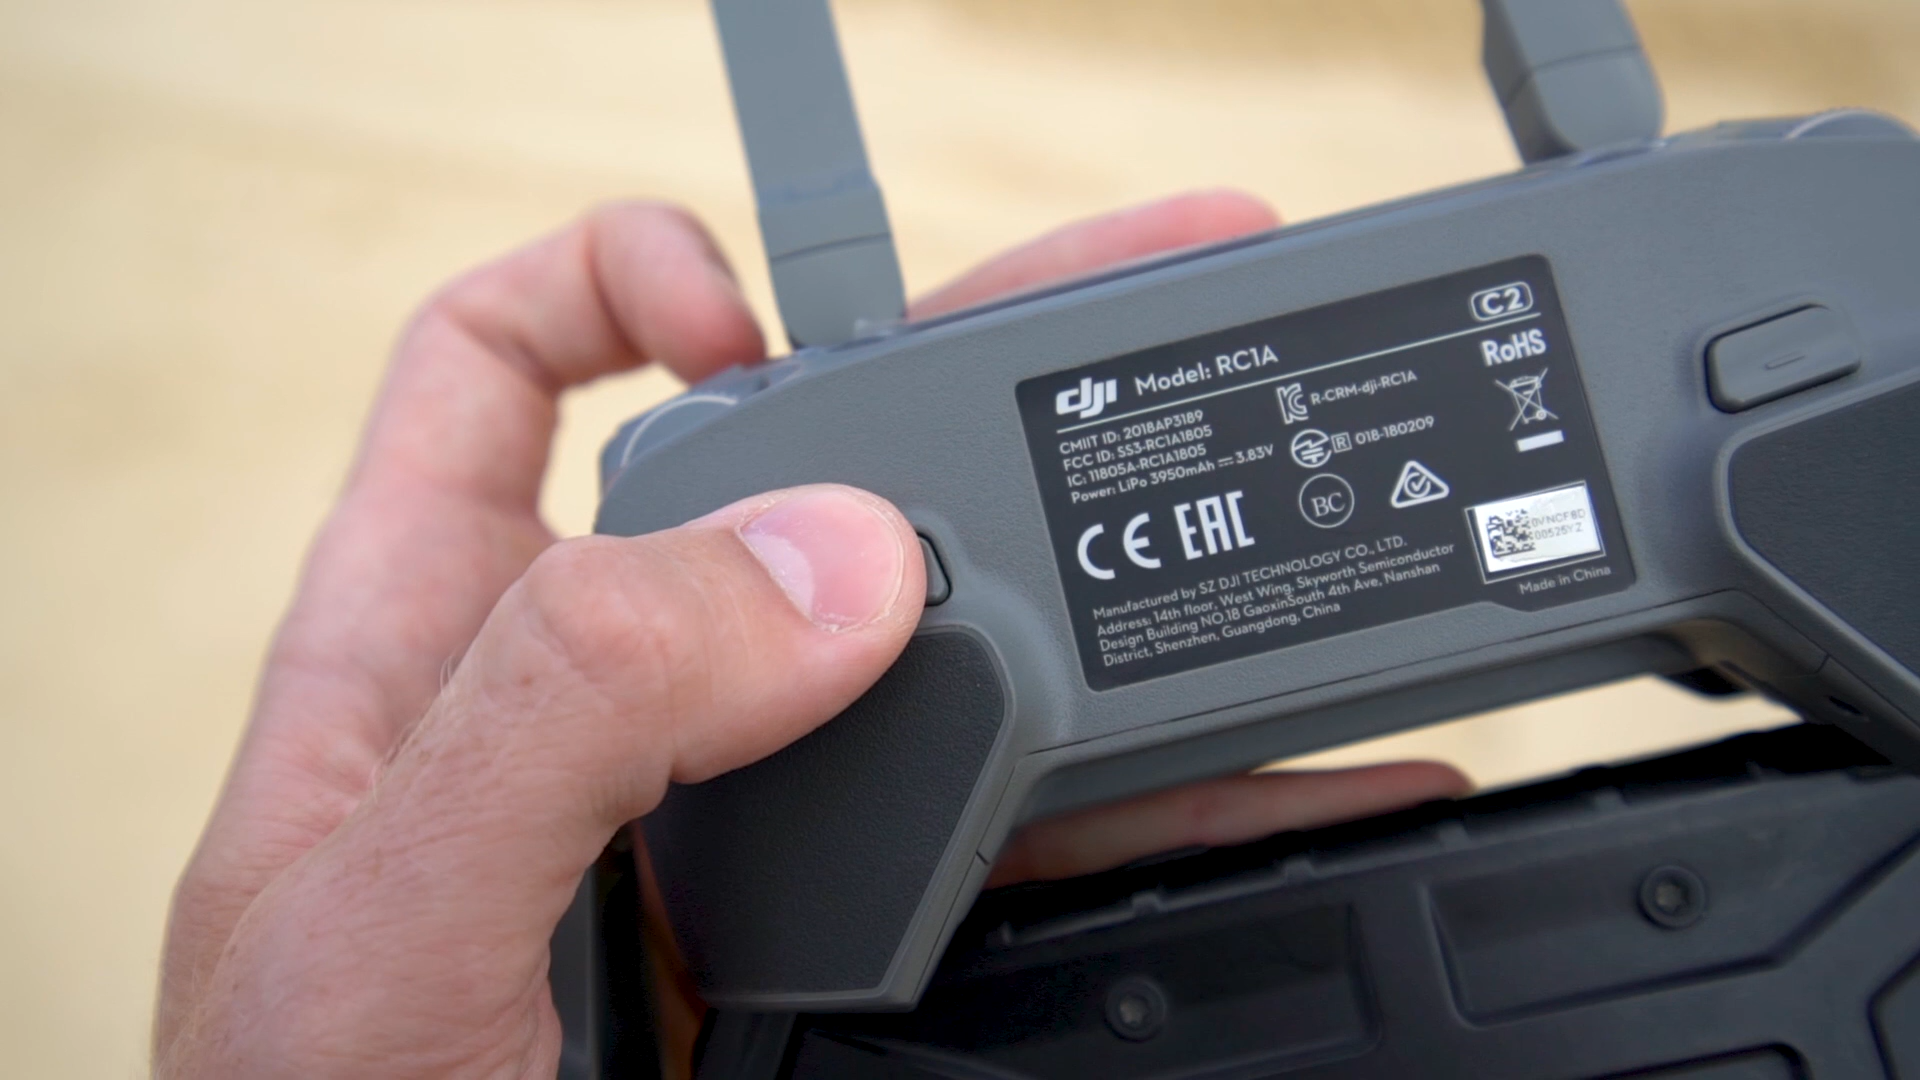 C2
dji Model: RC1A
RoHS
CMIIT ID: 2018AP3189
FCC ID: SS3-RC1A1805
IC: 11805A-RC1A1805
Power: LiPo 3950mAh ⎓ 3.83V
R-CRM-dji-RC1A
R 018-180209
CE EAC BC
Manufactured by SZ DJI TECHNOLOGY CO., LTD.
Address: 14th floor, West Wing, Skyworth Semiconductor
Design Building NO.18 GaoxinSouth 4th Ave, Nanshan
District, Shenzhen, Guangdong, China
Made in China